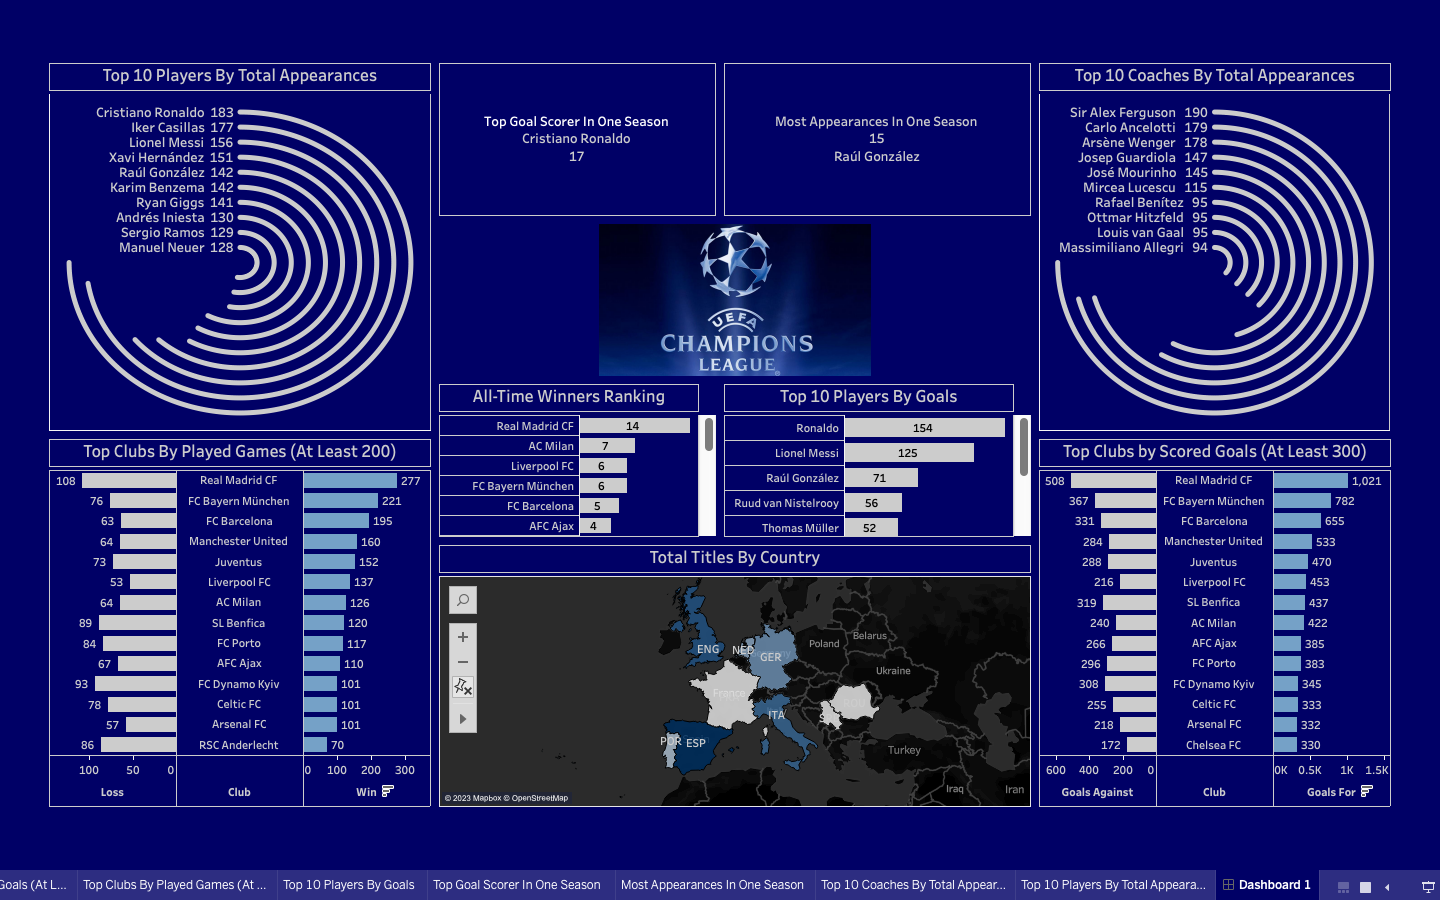 Top 10 Players By Total Appearances
Cristiano Ronaldo 183
Iker Casillas 177
Lionel Messi 156
Xavi Hernández 151
Raúl González 142
Karim Benzema 142
Ryan Giggs 141
Andrés Iniesta 130
Sergio Ramos 129
Manuel Neuer 128
Top Goal Scorer In One Season
Cristiano Ronaldo
17
Most Appearances In One Season
15
Raúl González
Top 10 Coaches By Total Appearances
Sir Alex Ferguson 190
Carlo Ancelotti 179
Arsène Wenger 178
Josep Guardiola 147
José Mourinho 145
Mircea Lucescu 115
Rafael Benítez 95
Ottmar Hitzfeld 95
Louis van Gaal 95
Massimiliano Allegri 94
UEFA
CHAMPIONS
LEAGUE
All-Time Winners Ranking
Real Madrid CF 14
AC Milan 7
Liverpool FC 6
FC Bayern München 6
FC Barcelona 5
AFC Ajax 4
Top 10 Players By Goals
Ronaldo 154
Lionel Messi 125
Raúl González 71
Ruud van Nistelrooy 56
Thomas Müller 52
Top Clubs By Played Games (At Least 200)
108 Real Madrid CF 277
76 FC Bayern München 221
63 FC Barcelona 195
64 Manchester United 160
73 Juventus 152
53 Liverpool FC 137
64 AC Milan 126
89 SL Benfica 120
84 FC Porto 117
67 AFC Ajax 110
93 FC Dynamo Kyiv 101
78 Celtic FC 101
57 Arsenal FC 101
86 RSC Anderlecht 70
100 50 0 0 100 200 300
Loss Club Win
Total Titles By Country
ENG
NED
GER
Poland
Belarus
Ukraine
France
ITA
POR
ESP
Turkey
Iraq
Iran
© 2023 Mapbox © OpenStreetMap
Top Clubs by Scored Goals (At Least 300)
508 Real Madrid CF 1,021
367 FC Bayern München 782
331 FC Barcelona 655
284 Manchester United 533
288 Juventus 470
216 Liverpool FC 453
319 SL Benfica 437
240 AC Milan 422
266 AFC Ajax 385
296 FC Porto 383
308 FC Dynamo Kyiv 345
255 Celtic FC 333
218 Arsenal FC 332
172 Chelsea FC 330
600 400 200 0 0K 0.5K 1K 1.5K
Goals Against Club Goals For
Goals (At L... Top Clubs By Played Games (At ... Top 10 Players By Goals Top Goal Scorer In One Season Most Appearances In One Season Top 10 Coaches By Total Appear... Top 10 Players By Total Appeara... Dashboard 1